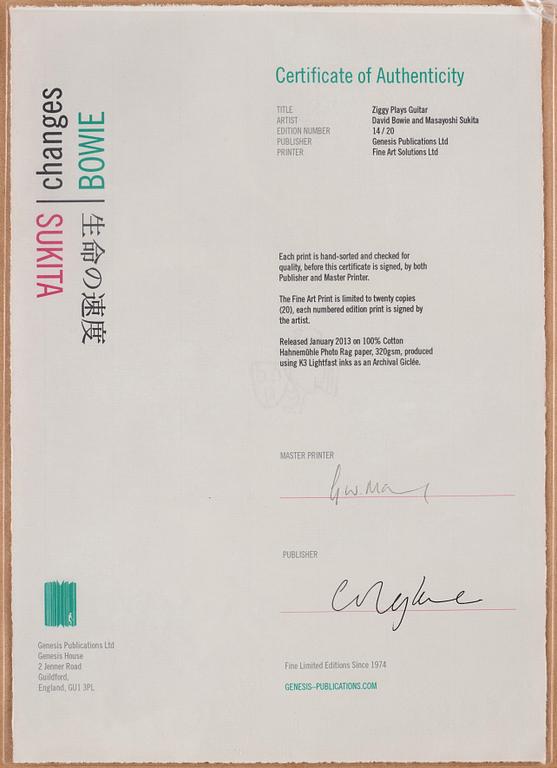 changes
BOWIE
SUKITA
生命の速度
Certificate of Authenticity
TITLE Ziggy Plays Guitar
ARTIST David Bowie and Masayoshi Sukita
EDITION NUMBER 14 / 20
PUBLISHER Genesis Publications Ltd
PRINTER Fine Art Solutions Ltd
Each print is hand-sorted and checked for
quality, before this certificate is signed, by both
Publisher and Master Printer.
The Fine Art Print is limited to twenty copies
(20), each numbered edition print is signed by
the artist.
Released January 2013 on 100% Cotton
Hahnemühle Photo Rag paper, 320gsm, produced
using K3 Lightfast inks as an Archival Giclée.
MASTER PRINTER
PUBLISHER
Genesis Publications Ltd
Genesis House
2 Jenner Road
Guildford,
England, GU1 3PL
Fine Limited Editions Since 1974
GENESIS–PUBLICATIONS.COM